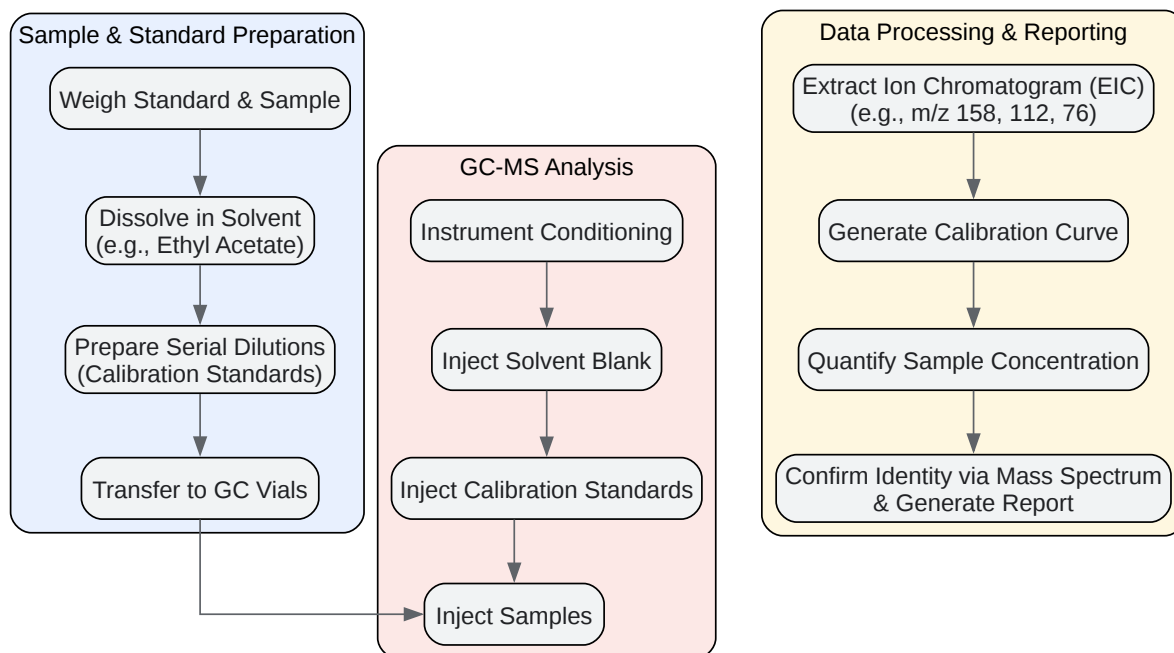 Sample & Standard Preparation
Weigh Standard & Sample
Dissolve in Solvent
(e.g., Ethyl Acetate)
Prepare Serial Dilutions
(Calibration Standards)
Transfer to GC Vials
GC-MS Analysis
Instrument Conditioning
Inject Solvent Blank
Inject Calibration Standards
Inject Samples
Data Processing & Reporting
Extract Ion Chromatogram (EIC)
(e.g., m/z 158, 112, 76)
Generate Calibration Curve
Quantify Sample Concentration
Confirm Identity via Mass Spectrum
& Generate Report